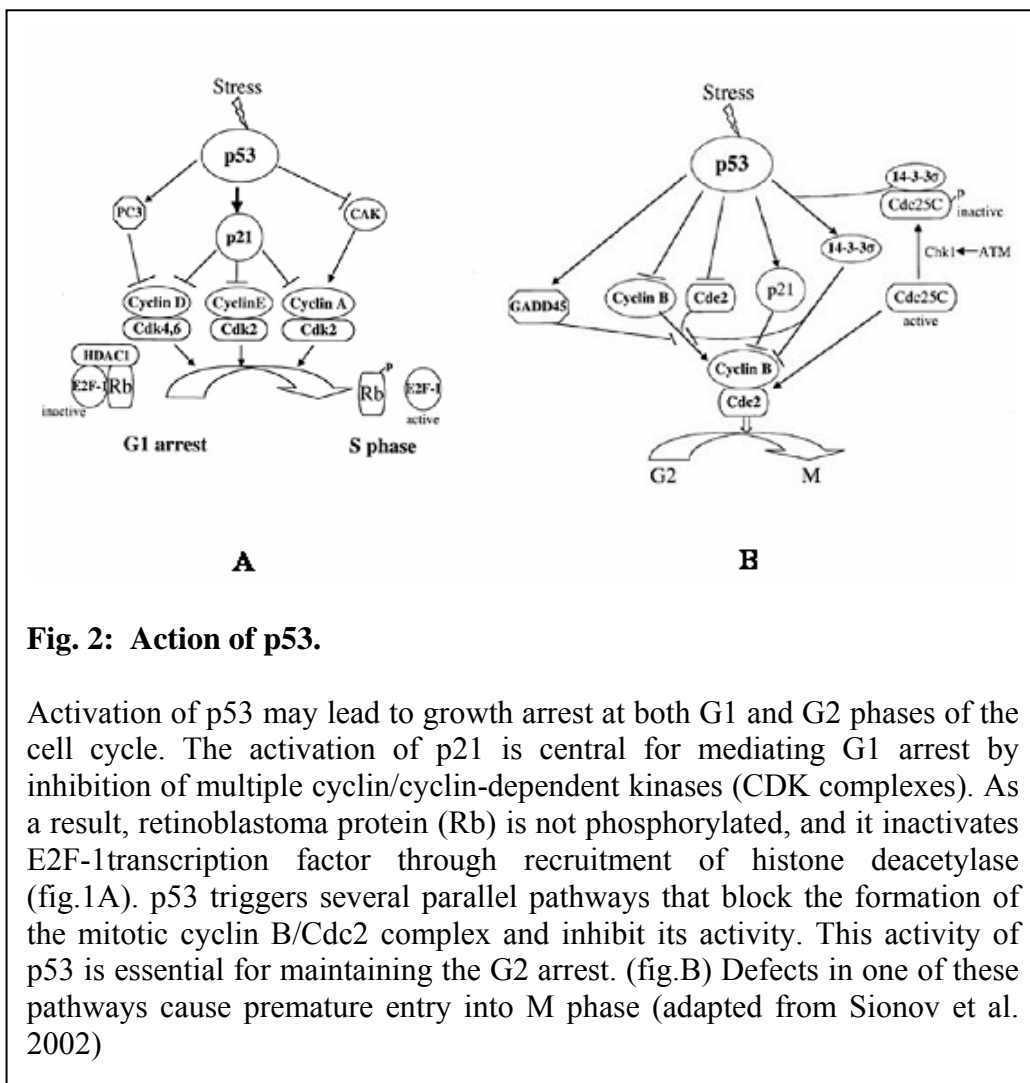 Stress
p53
PC3
CAK
p21
Cyclin D
CyclinE
Cyclin A
Cdk4,6
Cdk2
Cdk2
HDAC1
E2F-1
Rb
inactive
P
Rb
E2F-1
active
G1 arrest
S phase
A
Stress
p53
14-3-3σ
Cdc25C
P
inactive
Chk1
ATM
14-3-3σ
GADD45
Cyclin B
Cdc2
p21
Cdc25C
active
Cyclin B
Cdc2
G2
M
B
Fig. 2: Action of p53.
Activation of p53 may lead to growth arrest at both G1 and G2 phases of the
cell cycle. The activation of p21 is central for mediating G1 arrest by
inhibition of multiple cyclin/cyclin-dependent kinases (CDK complexes). As
a result, retinoblastoma protein (Rb) is not phosphorylated, and it inactivates
E2F-1transcription factor through recruitment of histone deacetylase
(fig.1A). p53 triggers several parallel pathways that block the formation of
the mitotic cyclin B/Cdc2 complex and inhibit its activity. This activity of
p53 is essential for maintaining the G2 arrest. (fig.B) Defects in one of these
pathways cause premature entry into M phase (adapted from Sionov et al.
2002)